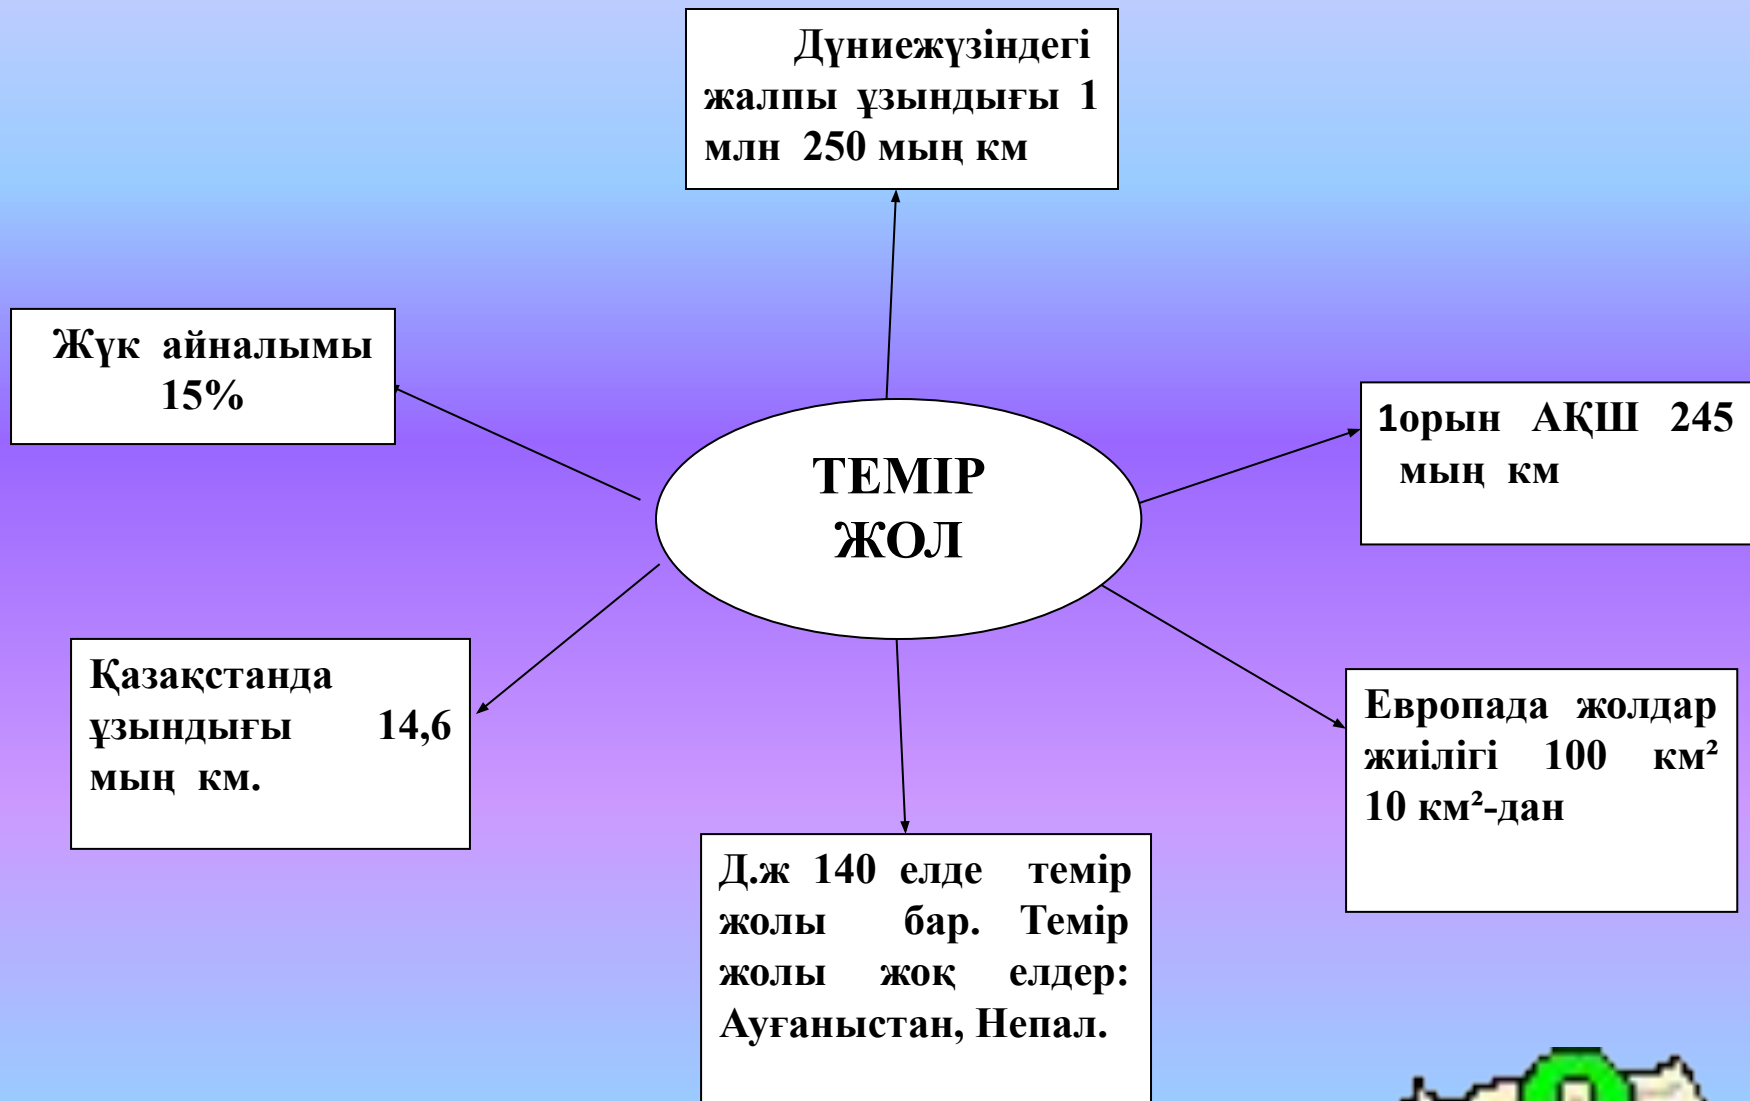 Дүниежүзіндегі
жалпы ұзындығы 1
млн 250 мың км
Жүк айналымы
15%
1орын АҚШ 245
мың км
ТЕМІР
ЖОЛ
Қазақстанда
ұзындығы 14,6
мың км.
Европада жолдар
жиілігі 100 км²
10 км²-дан
Д.ж 140 елде темір
жолы бар. Темір
жолы жоқ елдер:
Ауғаныстан, Непал.